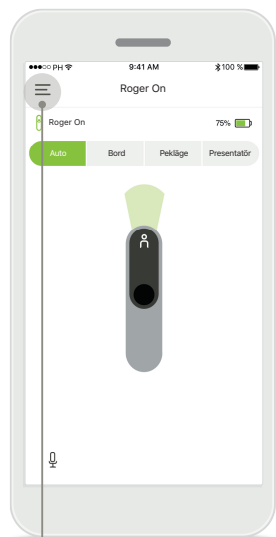 PH 9:41 AM 100 %
Roger On
Roger On 75%
Auto Bord Pekläge Presentatör